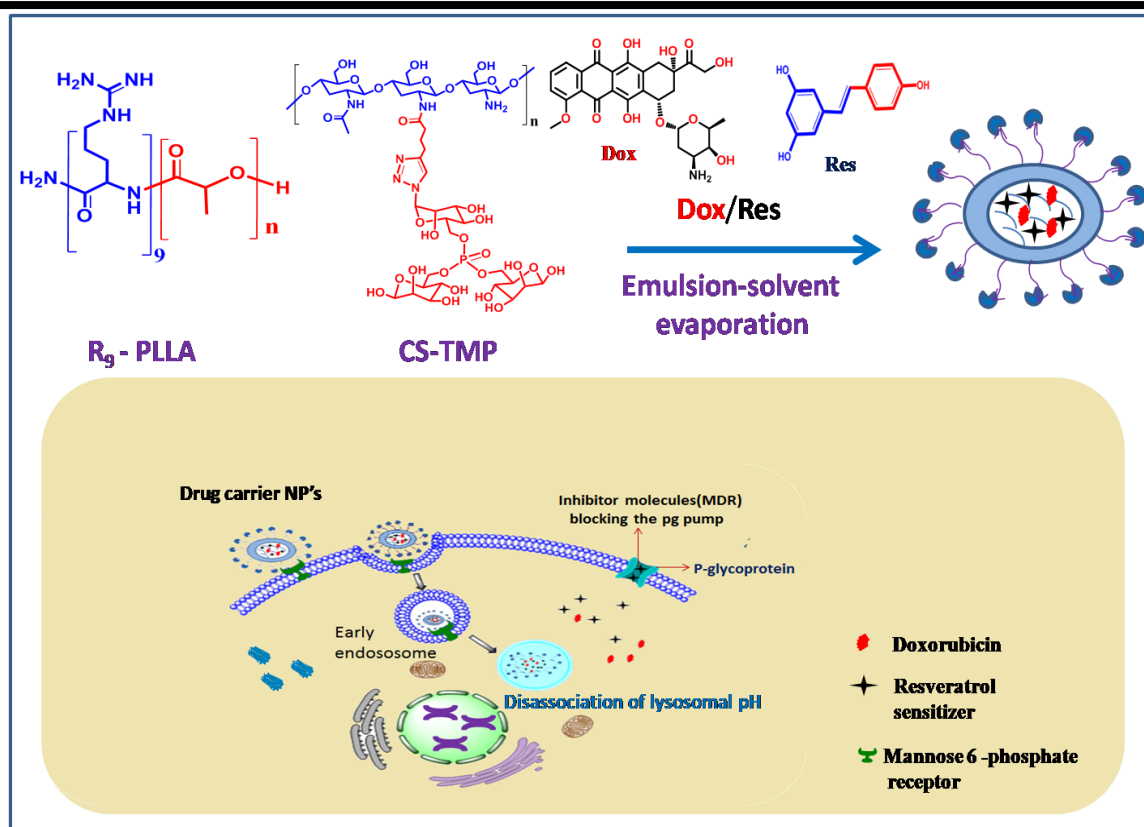 H₂N
NH
NH
H₂N
O
N
H
9
O
O
H
n
R₉ - PLLA
HO
OH
HO
OH
HO
OH
O
NH
O
NH
O
NH₂
n
N
N
N
HO
OH
OH
O
P
O
HO
OH
HO
OH
CS-TMP
O
OH
O
OH
OH
OH
O
O
OH
O
O
O
OH
NH₂
Dox
HO
HO
OH
Res
Dox/Res
Emulsion-solvent
evaporation
Drug carrier NP's
Inhibitor molecules(MDR)
blocking the pg pump
P-glycoprotein
Early
endososome
Disassociation of lysosomal pH
Doxorubicin
Resveratrol
sensitizer
Mannose 6 -phosphate
receptor